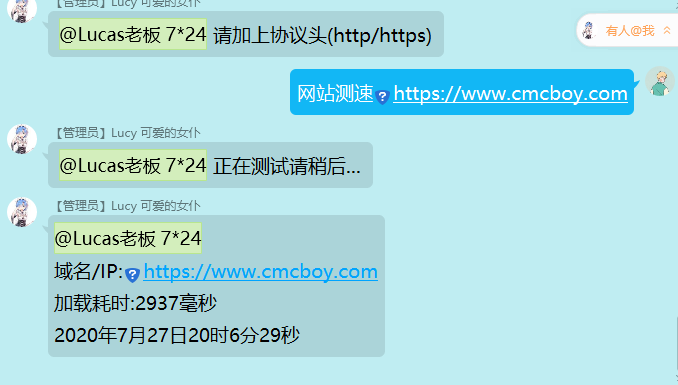 【管理员】Lucy 可爱的女仆
@Lucas老板 7*24 请加上协议头(http/https)
有人@我
网站测速 https://www.cmcboy.com
【管理员】Lucy 可爱的女仆
@Lucas老板 7*24 正在测试请稍后...
【管理员】Lucy 可爱的女仆
@Lucas老板 7*24
域名/IP: https://www.cmcboy.com
加载耗时:2937毫秒
2020年7月27日20时6分29秒